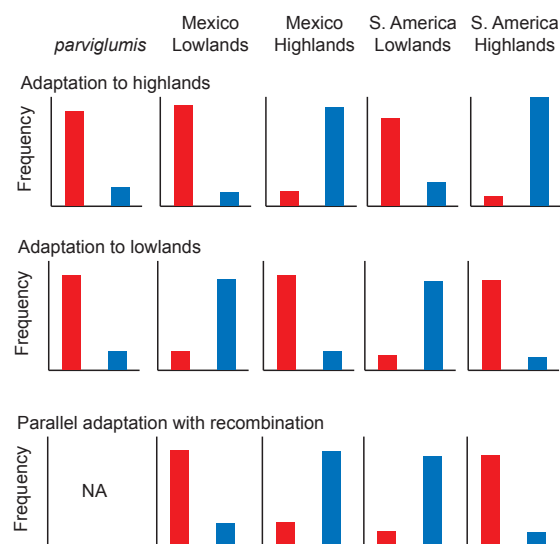 parviglumis
Mexico
Lowlands
Mexico
Highlands
S. America
Lowlands
S. America
Highlands
Adaptation to highlands
Frequency
Adaptation to lowlands
Frequency
Parallel adaptation with recombination
Frequency
NA